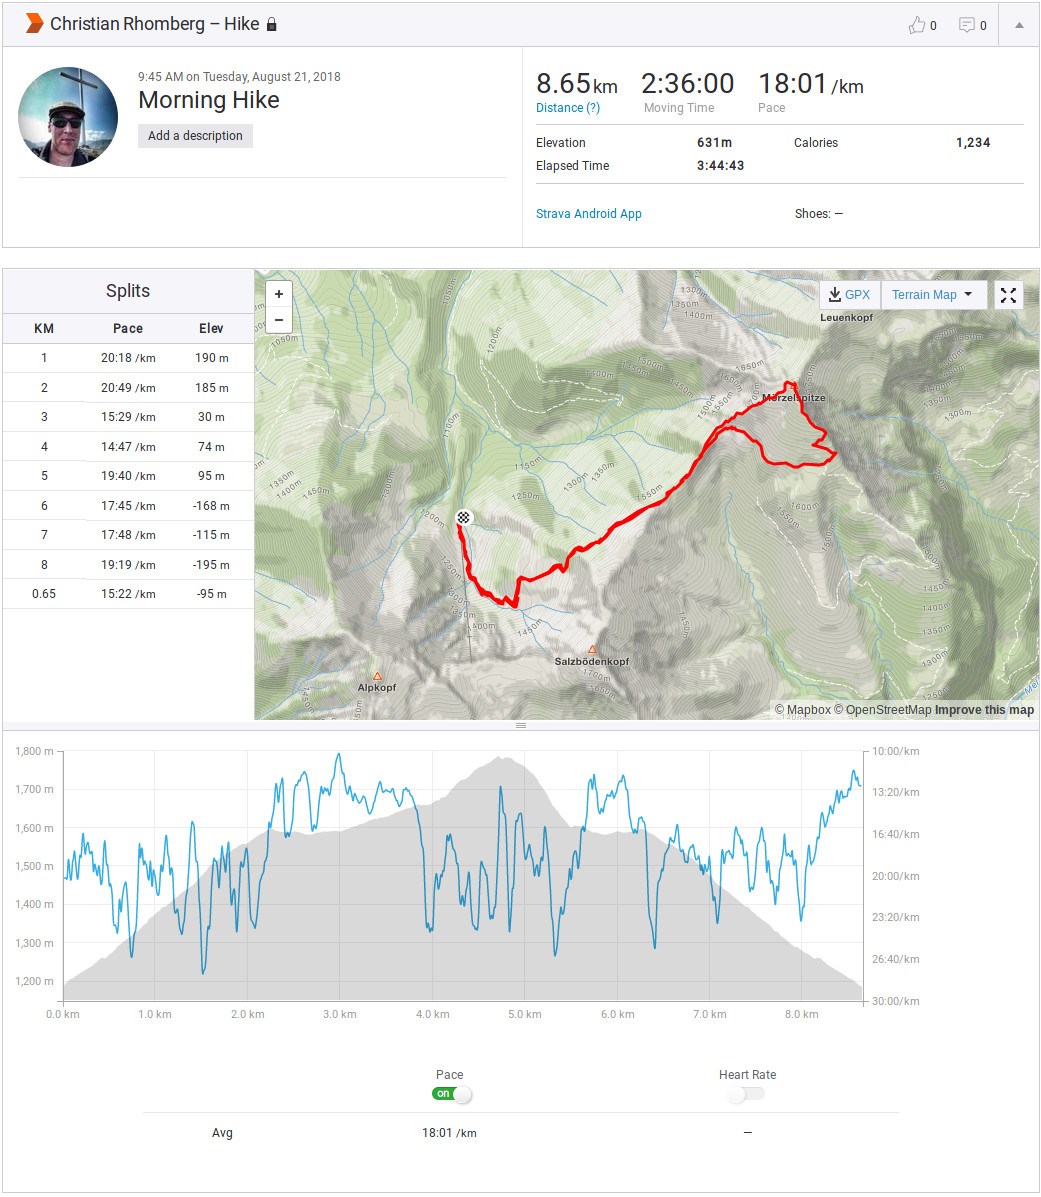 Christian Rhomberg – Hike
0
0
9:45 AM on Tuesday, August 21, 2018
Morning Hike
Add a description
8.65km 2:36:00 18:01/km
Distance (?) Moving Time Pace
Elevation 631m Calories 1,234
Elapsed Time 3:44:43
Strava Android App Shoes: —
Splits
KM Pace Elev
1 20:18 /km 190 m
2 20:49 /km 185 m
3 15:29 /km 30 m
4 14:47 /km 74 m
5 19:40 /km 95 m
6 17:45 /km -168 m
7 17:48 /km -115 m
8 19:19 /km -195 m
0.65 15:22 /km -95 m
+
−
GPX
Terrain Map
Leuenkopf
Mörzelspitze
Salzbödenkopf
Alpkopf
1050m
1200m
1300m
1350m
1400m
1650m
1500m
1550m
1100m
1150m
1250m
1300m
1350m
1550m
1450m
1400m
1350m
1300m
1450m
1700m
© Mapbox © OpenStreetMap Improve this map
1,800 m
1,700 m
1,600 m
1,500 m
1,400 m
1,300 m
1,200 m
10:00/km
13:20/km
16:40/km
20:00/km
23:20/km
26:40/km
30:00/km
0.0 km 1.0 km 2.0 km 3.0 km 4.0 km 5.0 km 6.0 km 7.0 km 8.0 km
Pace Heart Rate
on
Avg 18:01 /km —